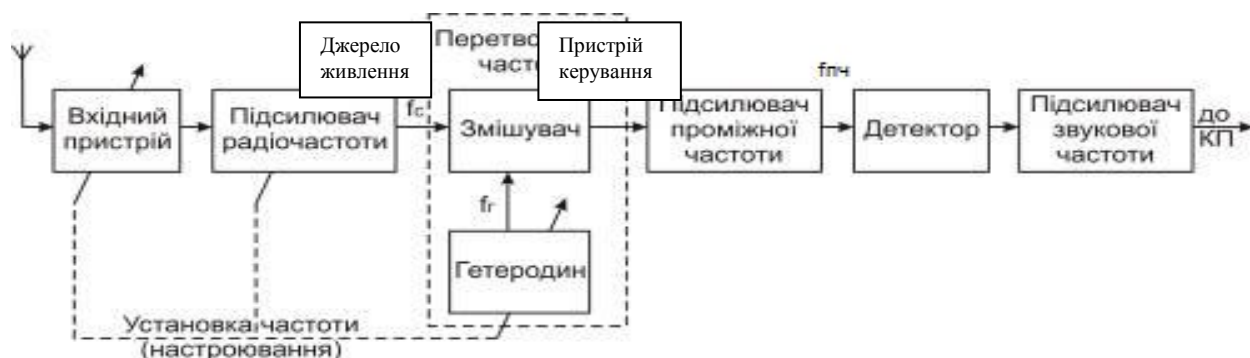 Джерело
живлення
Перетво
часто
Пристрій
керування
fпч
Вхідний
пристрій
Підсилювач
радіочастоти
fс
Змішувач
Підсилювач
проміжної
частоти
Детектор
Підсилювач
звукової
частоти
до
КП
fг
Гетеродин
Установка частоти
(настроювання)